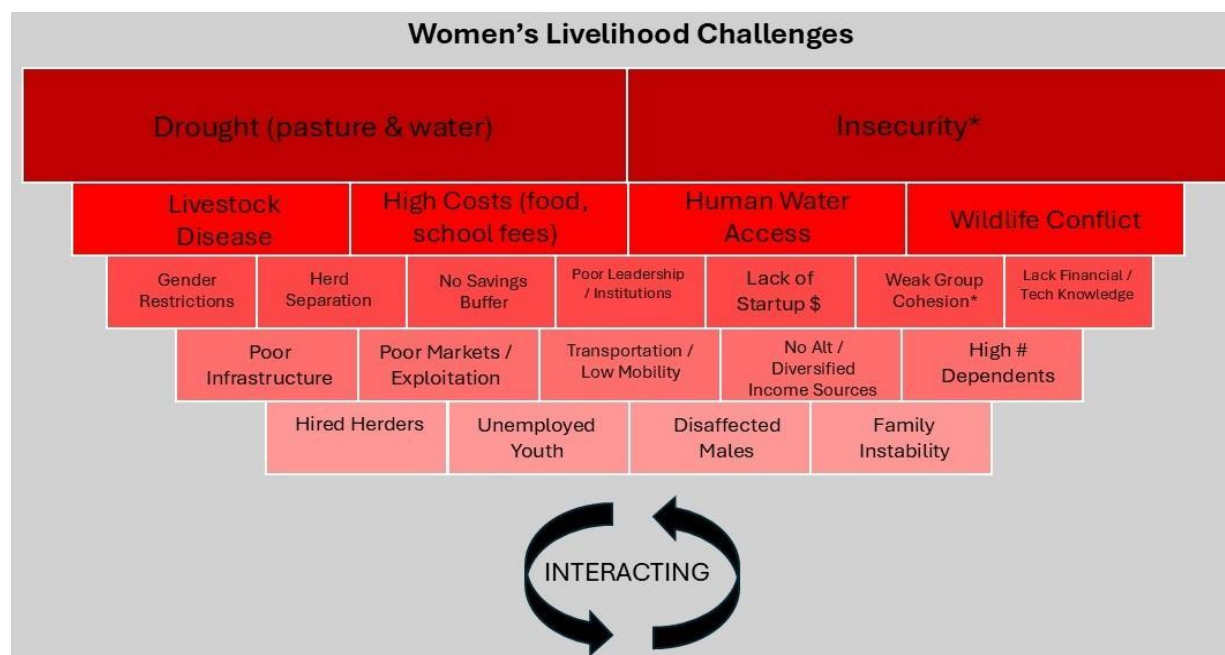 Women’s Livelihood Challenges
Drought (pasture & water)
Insecurity*
Livestock
Disease
High Costs (food,
school fees)
Human Water
Access
Wildlife Conflict
Gender
Restrictions
Herd
Separation
No Savings
Buffer
Poor Leadership
/ Institutions
Lack of
Startup $
Weak Group
Cohesion*
Lack Financial /
Tech Knowledge
Poor
Infrastructure
Poor Markets /
Exploitation
Transportation /
Low Mobility
No Alt /
Diversified
Income Sources
High #
Dependents
Hired Herders
Unemployed
Youth
Disaffected
Males
Family
Instability
INTERACTING